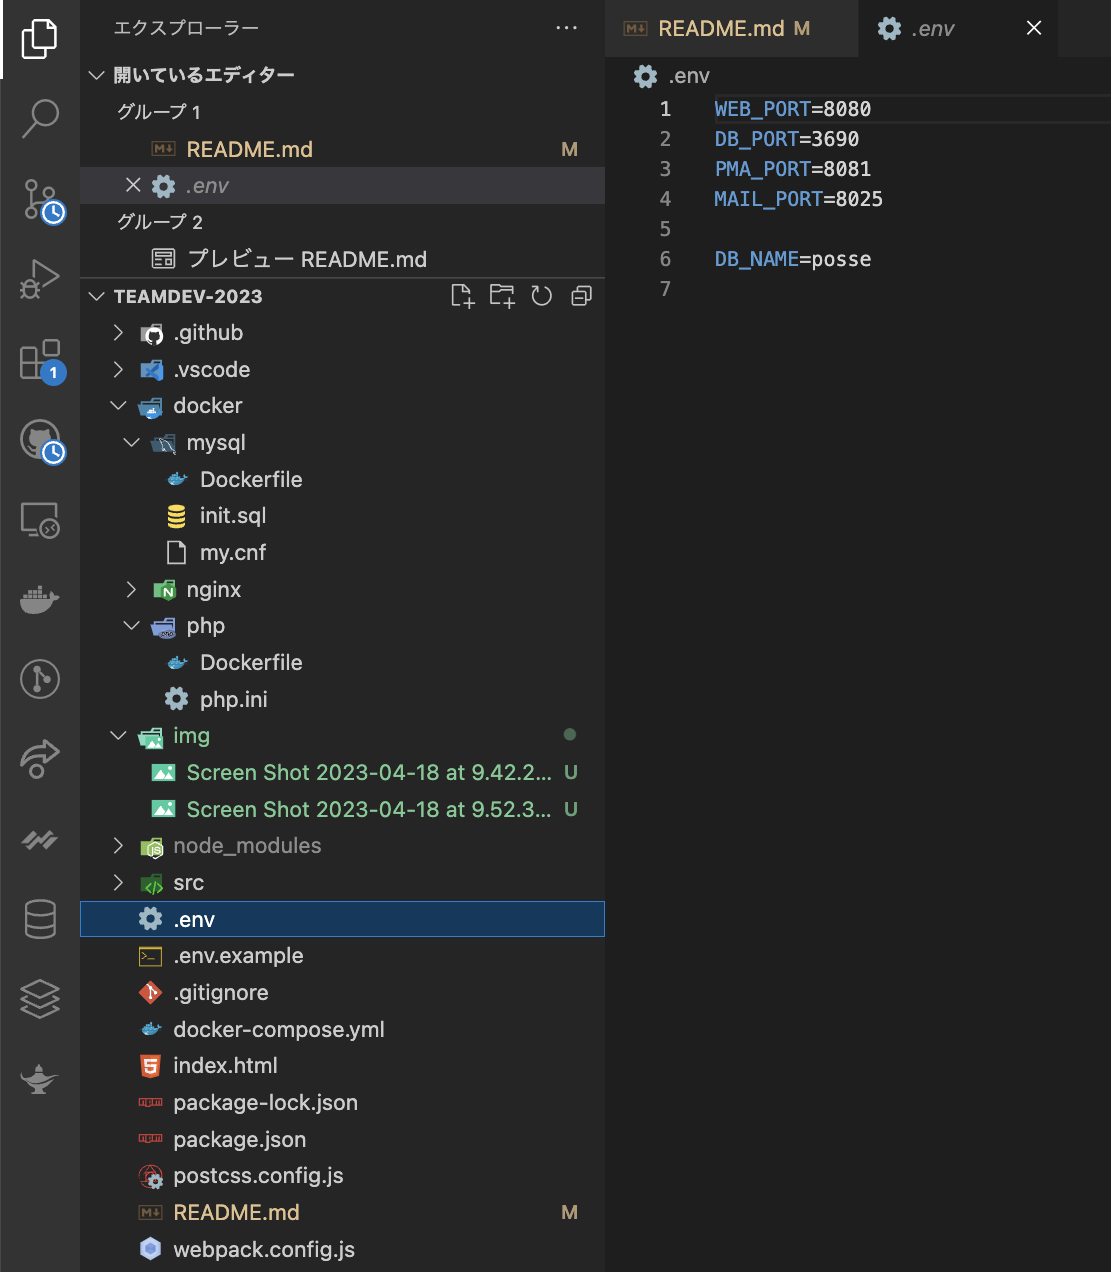 エクスプローラー
開いているエディター
グループ 1
README.md M
.env
グループ 2
プレビュー README.md
TEAMDEV-2023
.github
.vscode
docker
mysql
Dockerfile
init.sql
my.cnf
nginx
php
Dockerfile
php.ini
img
Screen Shot 2023-04-18 at 9.42.2... U
Screen Shot 2023-04-18 at 9.52.3... U
node_modules
src
.env
.env.example
.gitignore
docker-compose.yml
index.html
package-lock.json
package.json
postcss.config.js
README.md M
webpack.config.js
1
README.md M
.env
.env
1 WEB_PORT=8080
2 DB_PORT=3690
3 PMA_PORT=8081
4 MAIL_PORT=8025
5
6 DB_NAME=posse
7